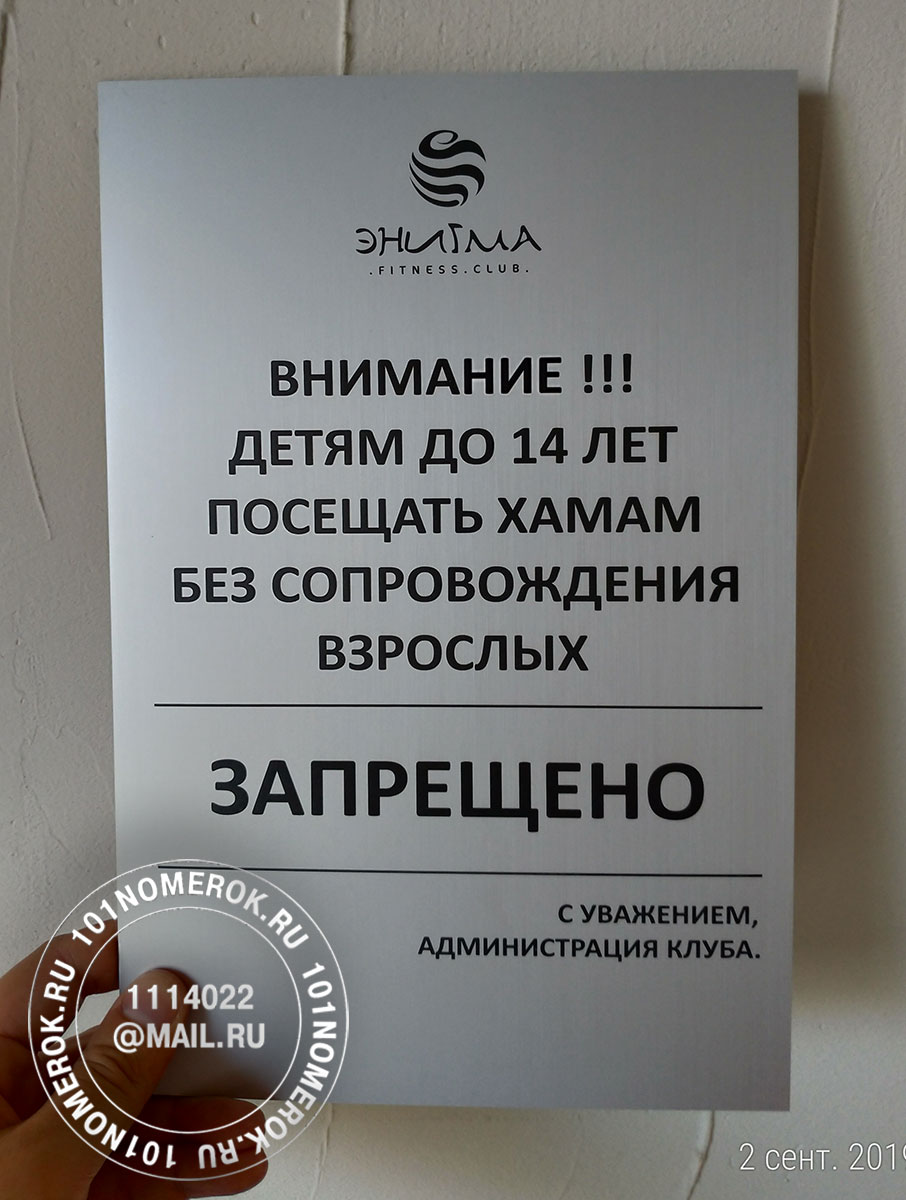 ЭНИГМА
.FITNESS.CLUB.
ВНИМАНИЕ !!!
ДЕТЯМ ДО 14 ЛЕТ
ПОСЕЩАТЬ ХАМАМ
БЕЗ СОПРОВОЖДЕНИЯ
ВЗРОСЛЫХ
ЗАПРЕЩЕНО
С УВАЖЕНИЕМ,
АДМИНИСТРАЦИЯ КЛУБА.
101NOMEROK.RU 101NOMEROK.RU 101NOMEROK.RU
1114022
@MAIL.RU
2 сент. 2019